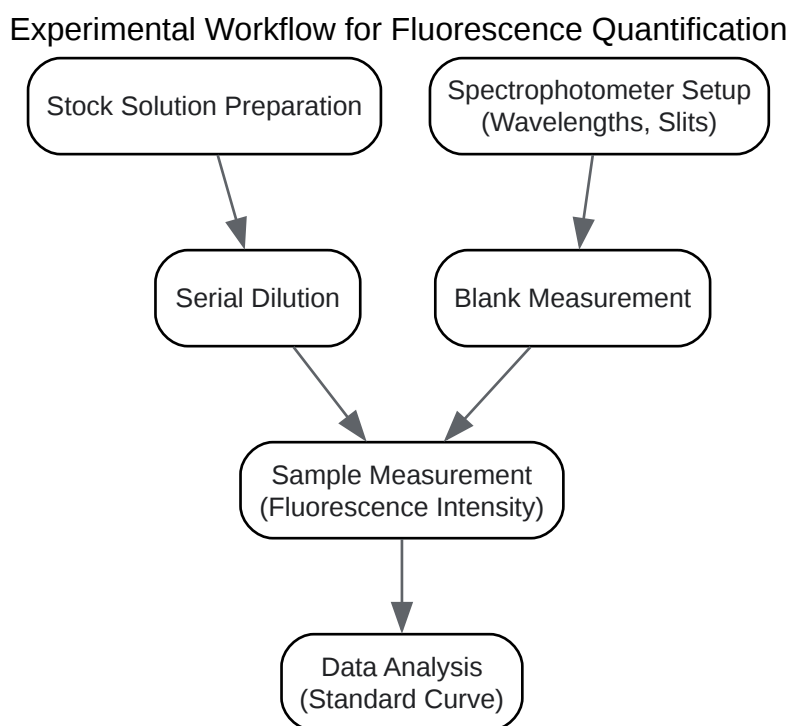 Experimental Workflow for Fluorescence Quantification
Stock Solution Preparation
Spectrophotometer Setup
(Wavelengths, Slits)
Serial Dilution
Blank Measurement
Sample Measurement
(Fluorescence Intensity)
Data Analysis
(Standard Curve)